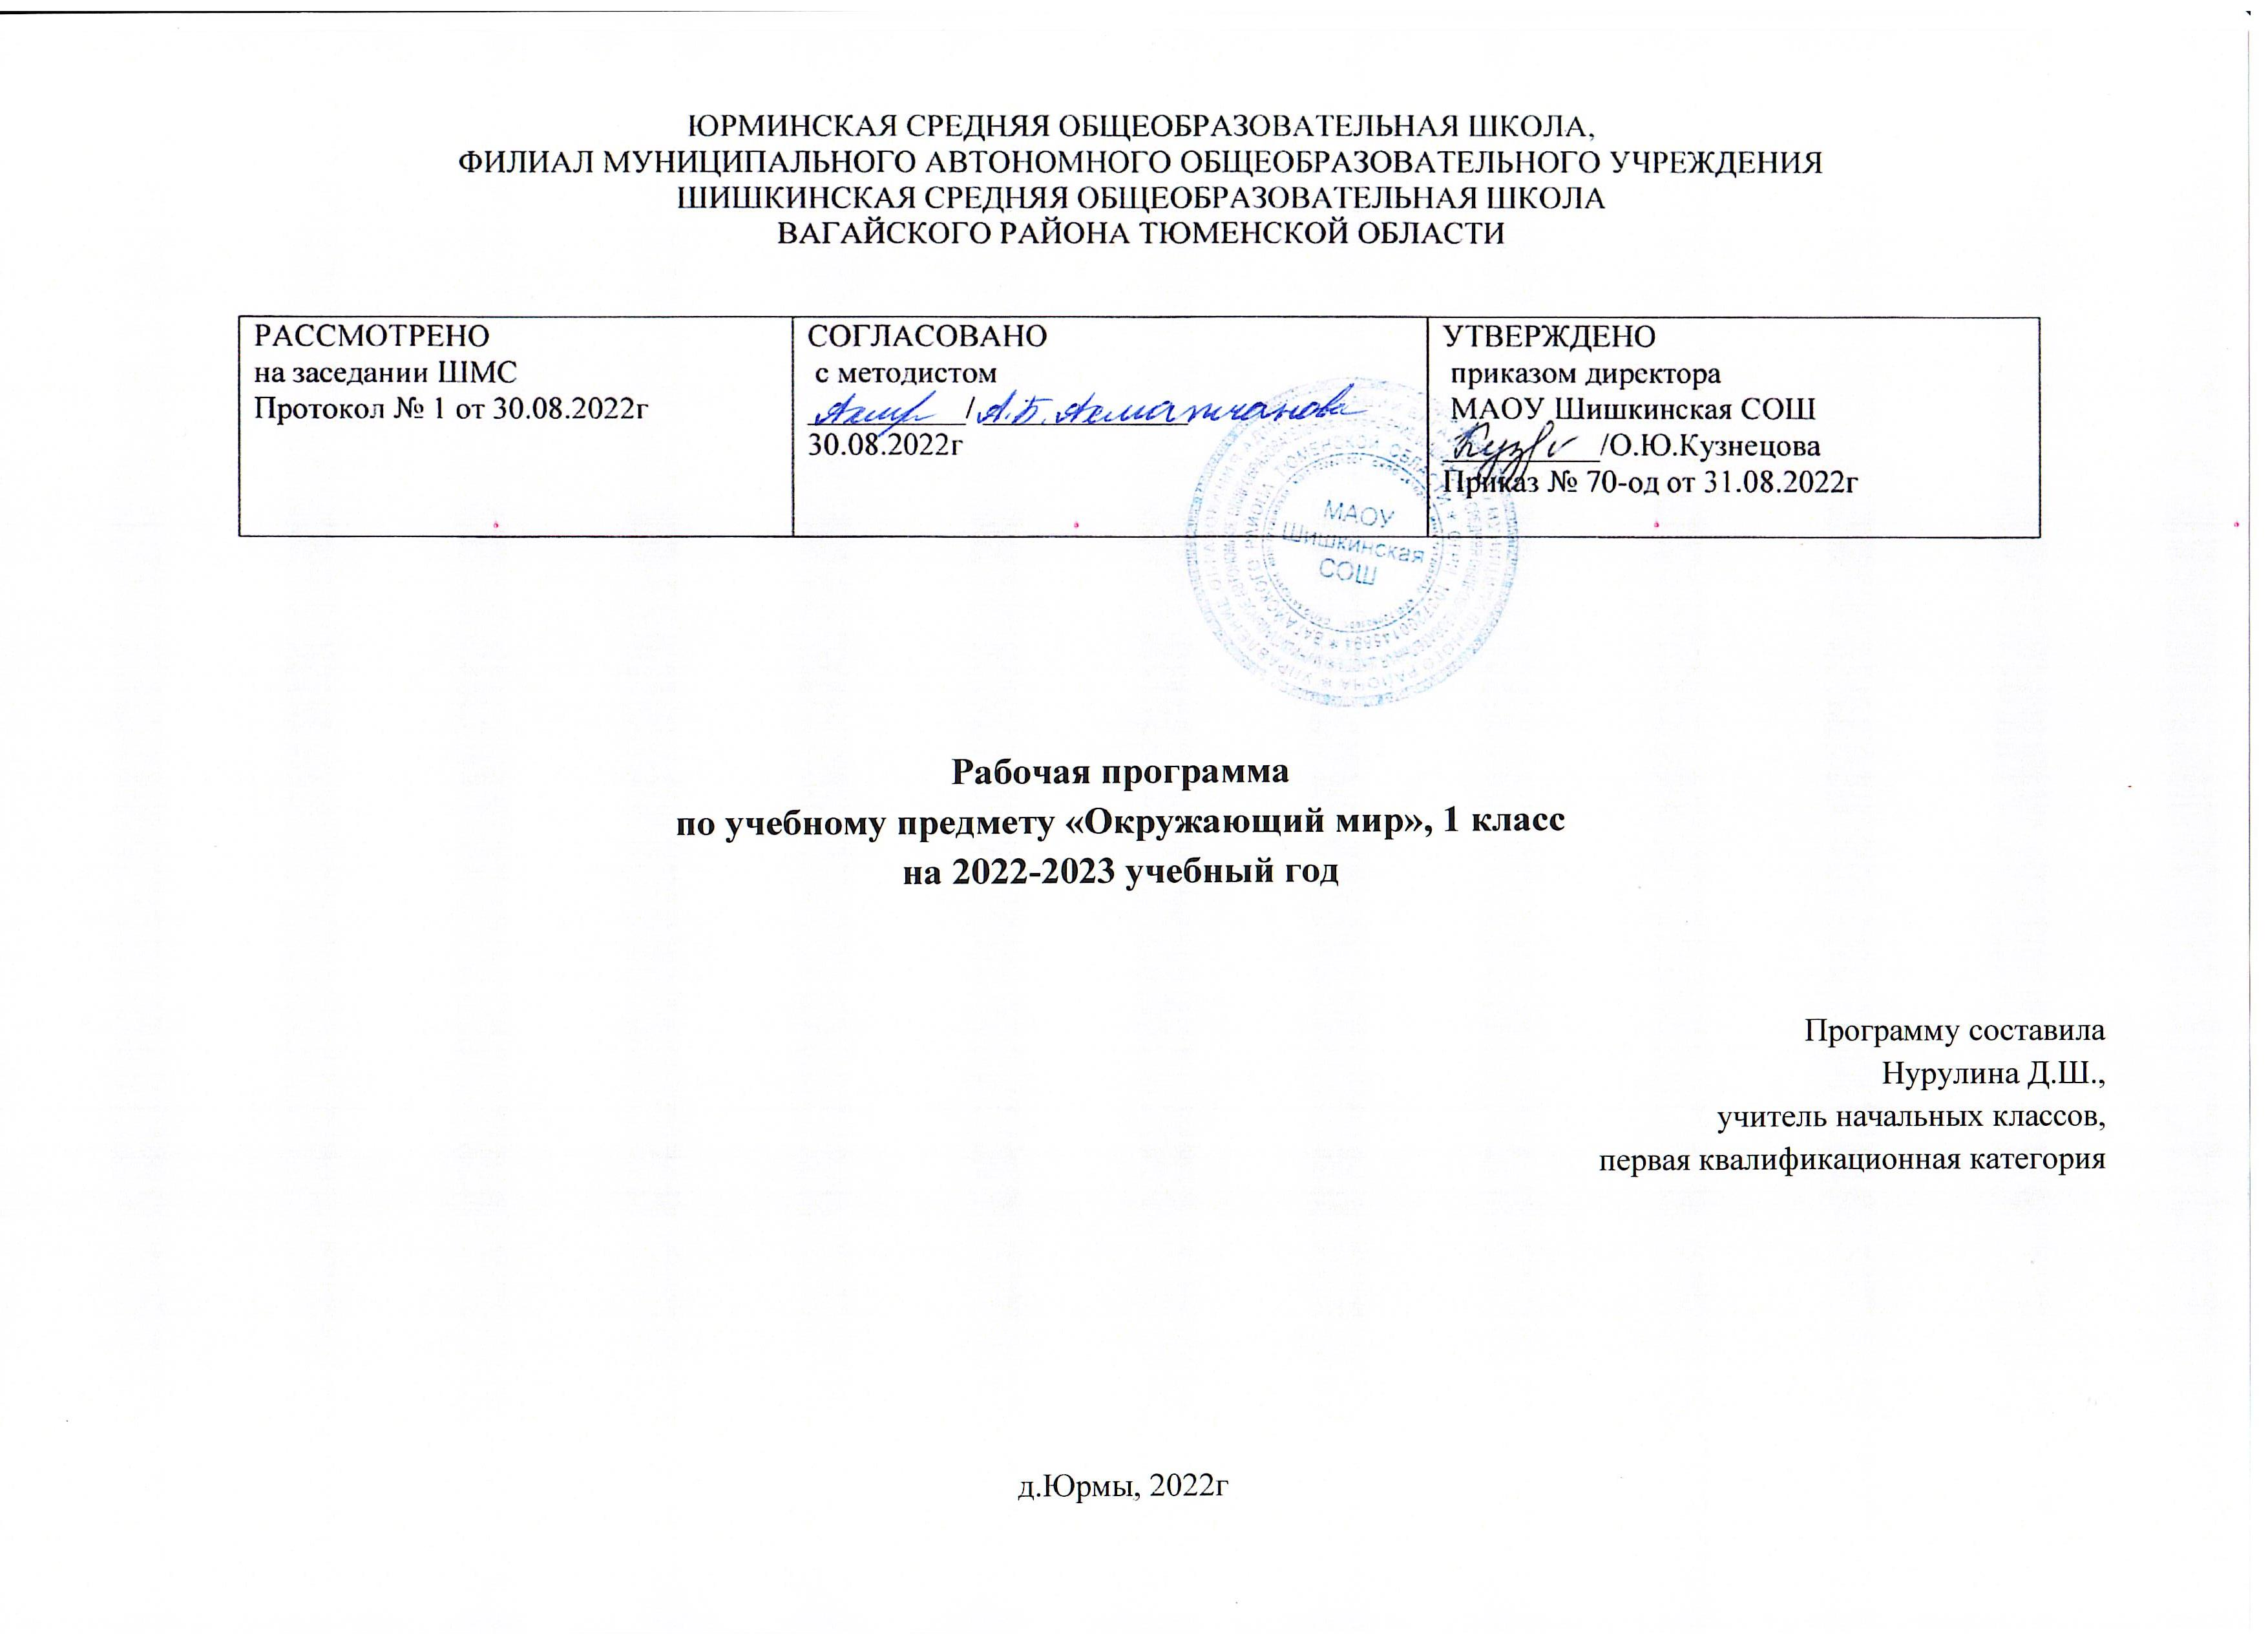 ЮРМИНСКАЯ СРЕДНЯЯ ОБЩЕОБРАЗОВАТЕЛЬНАЯ ШКОЛА,
ФИЛИАЛ МУНИЦИПАЛЬНОГО АВТОНОМНОГО ОБЩЕОБРАЗОВАТЕЛЬНОГО УЧРЕЖДЕНИЯ
ШИШКИНСКАЯ СРЕДНЯЯ ОБЩЕОБРАЗОВАТЕЛЬНАЯ ШКОЛА
ВАГАЙСКОГО РАЙОНА ТЮМЕНСКОЙ ОБЛАСТИ
РАССМОТРЕНО
на заседании ШМС
Протокол № 1 от 30.08.2022г
СОГЛАСОВАНО
с методистом
/ А.Б.
30.08.2022г
УТВЕРЖДЕНО
приказом директора
МАОУ Шишкинская СОШ
/О.Ю.Кузнецова
Приказ № 70-од от 31.08.2022г
МАОУ
Шишкинская
СОШ
Рабочая программа
по учебному предмету «Окружающий мир», 1 класс
на 2022-2023 учебный год
Программу составила
Нурулина Д.Ш.,
учитель начальных классов,
первая квалификационная категория
д.Юрмы, 2022г